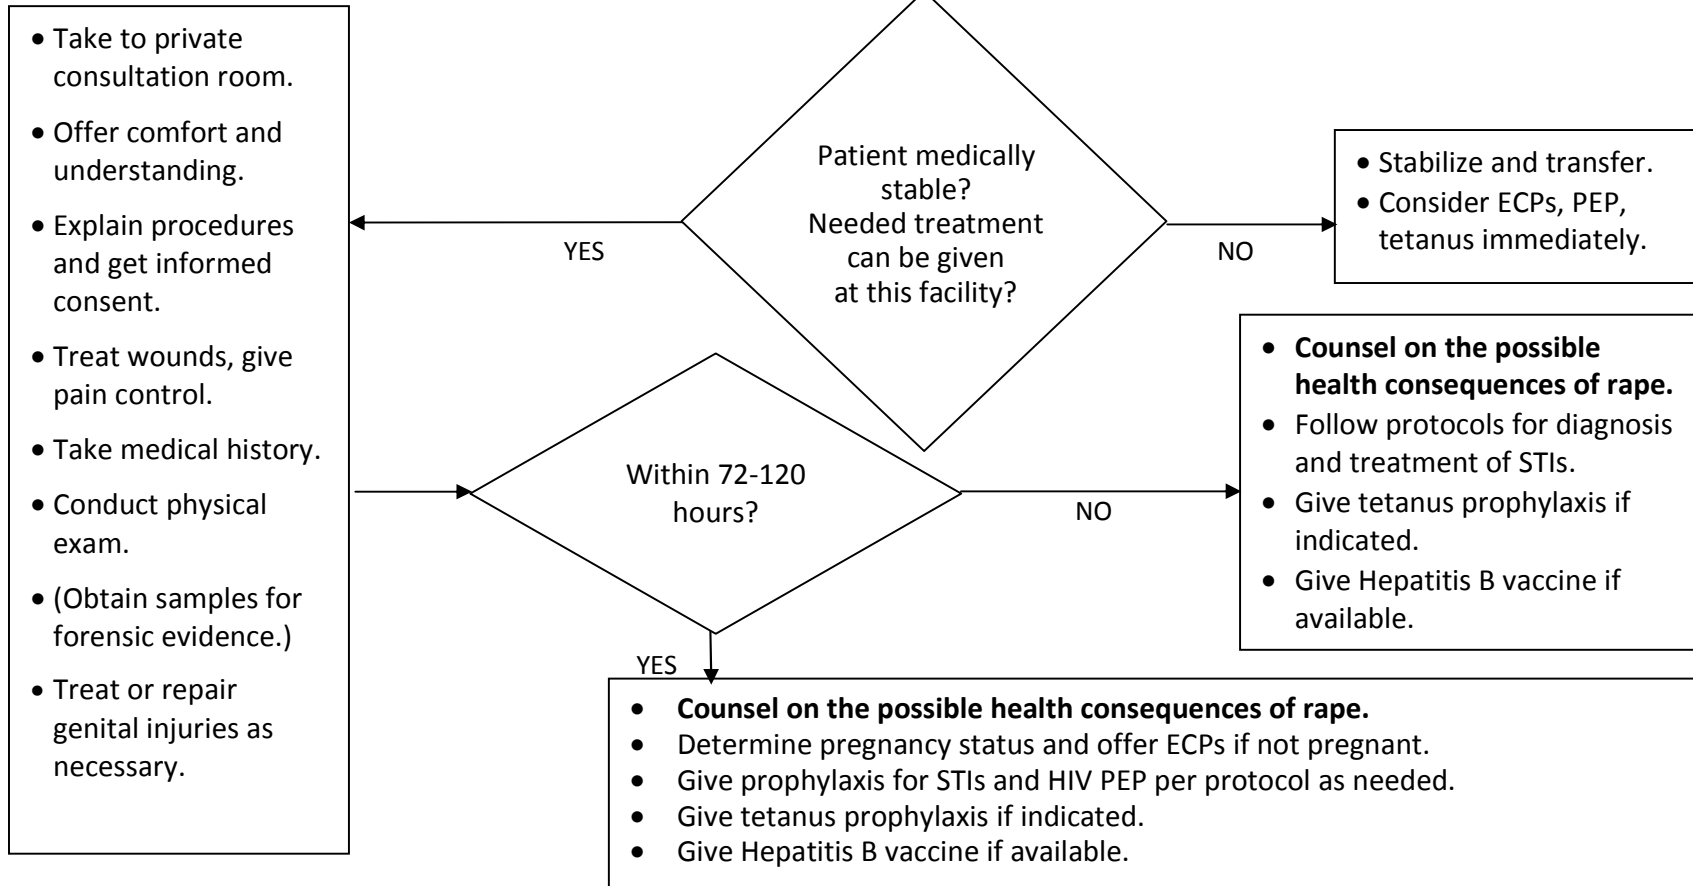 • Take to private
consultation room.
• Offer comfort and
understanding.
• Explain procedures
and get informed
consent.
• Treat wounds, give
pain control.
• Take medical history.
• Conduct physical
exam.
• (Obtain samples for
forensic evidence.)
• Treat or repair
genital injuries as
necessary.
Patient medically
stable?
Needed treatment
can be given
at this facility?
YES
NO
• Stabilize and transfer.
• Consider ECPs, PEP,
tetanus immediately.
Within 72-120
hours?
NO
• Counsel on the possible
health consequences of rape.
• Follow protocols for diagnosis
and treatment of STIs.
• Give tetanus prophylaxis if
indicated.
• Give Hepatitis B vaccine if
available.
YES
• Counsel on the possible health consequences of rape.
• Determine pregnancy status and offer ECPs if not pregnant.
• Give prophylaxis for STIs and HIV PEP per protocol as needed.
• Give tetanus prophylaxis if indicated.
• Give Hepatitis B vaccine if available.